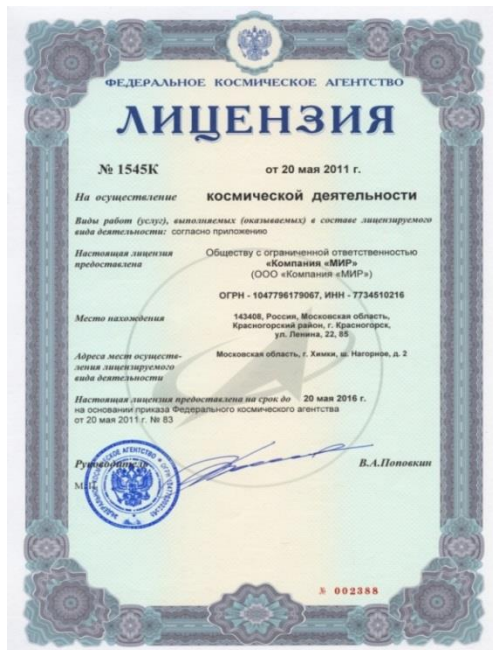 ФЕДЕРАЛЬНОЕ КОСМИЧЕСКОЕ АГЕНТСТВО
ЛИЦЕНЗИЯ
№ 1545К от 20 мая 2011 г.
На осуществление космической деятельности
Виды работ (услуг), выполняемых (оказываемых) в составе лицензируемого
вида деятельности: согласно приложению
Настоящая лицензия Обществу с ограниченной ответственностью
предоставлена «Компания «МИР»
(ООО «Компания «МИР»)
ОГРН - 1047796179067, ИНН - 7734510216
Место нахождения 143408, Россия, Московская область,
Красногорский район, г. Красногорск,
ул. Ленина, 22, 85
Адреса мест осущест- Московская область, г. Химки, ш. Нагорное, д. 2
вления лицензируемого
вида деятельности
Настоящая лицензия предоставлена на срок до 20 мая 2016 г.
на основании приказа Федерального космического агентства
от 20 мая 2011 г. № 83
Руководитель В.А.Поповкин
М.П.
№ 002388